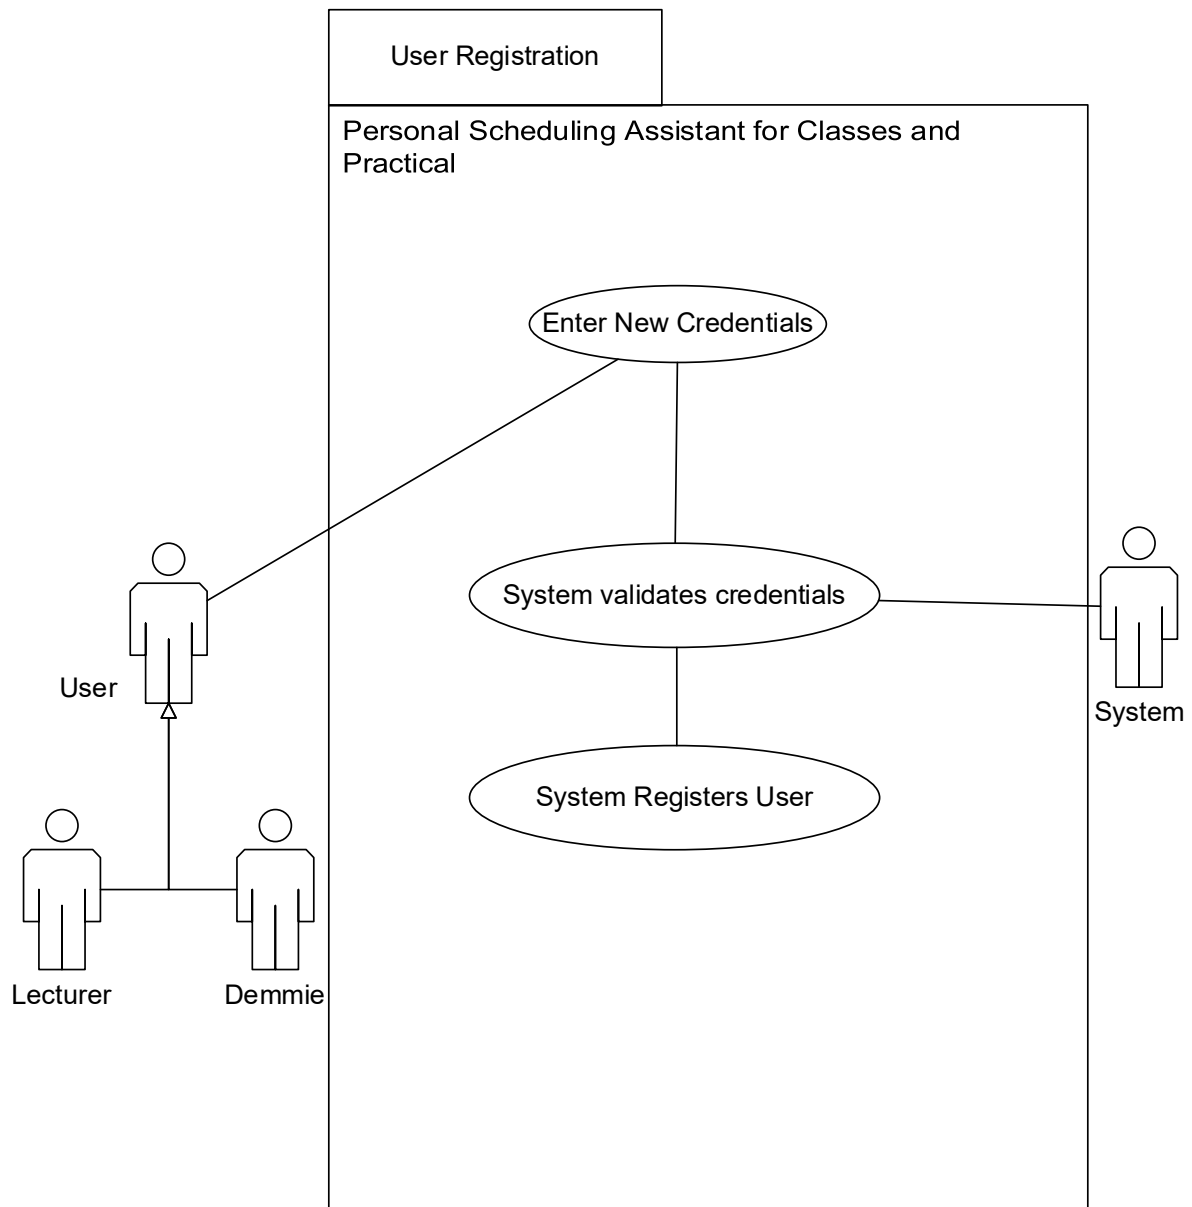 User Registration
Personal Scheduling Assistant for Classes and
Practical
Enter New Credentials
System validates credentials
User
System
System Registers User
Lecturer
Demmie